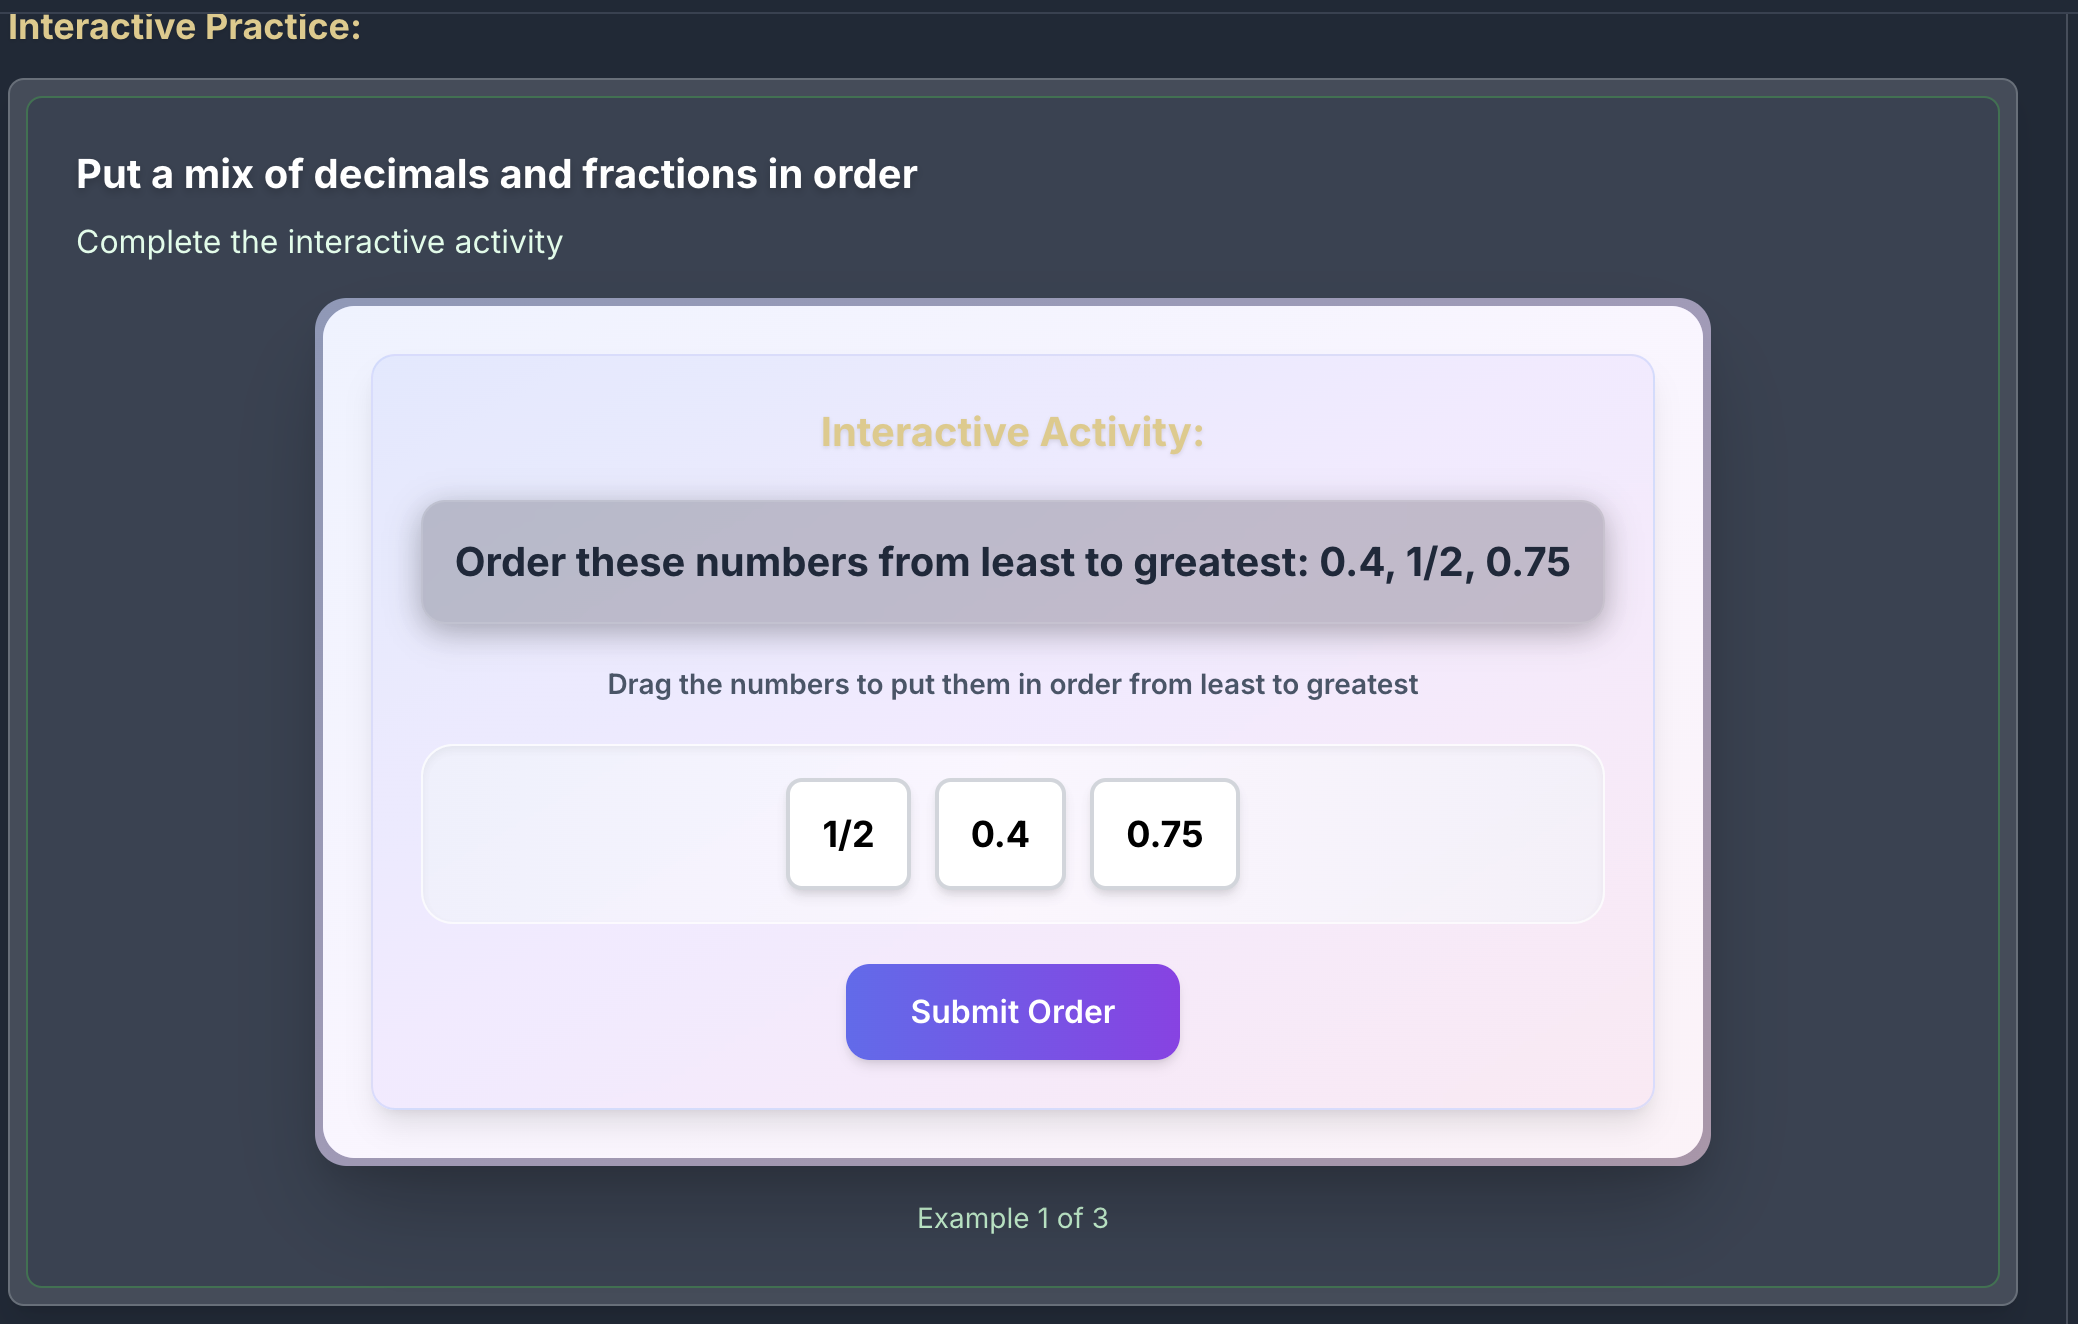 Interactive Practice:
Put a mix of decimals and fractions in order
Complete the interactive activity
Interactive Activity:
Order these numbers from least to greatest: 0.4, 1/2, 0.75
Drag the numbers to put them in order from least to greatest
1/2 0.4 0.75
Submit Order
Example 1 of 3